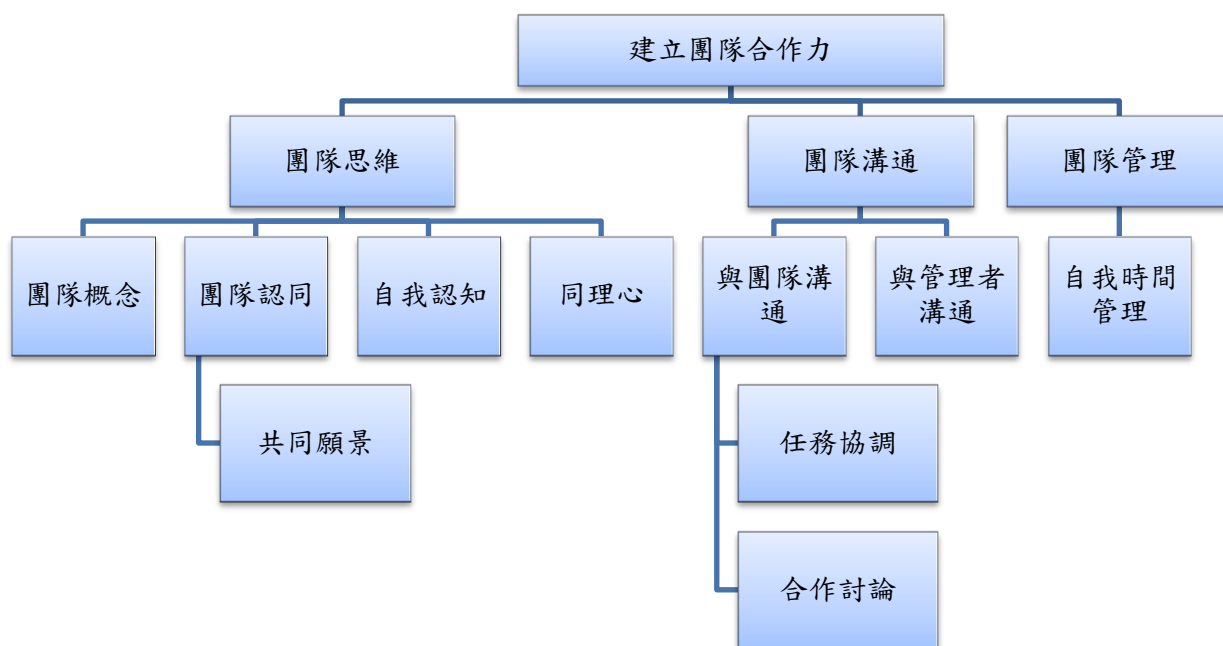 建立團隊合作力
團隊思維
團隊溝通
團隊管理
團隊概念
團隊認同
自我認知
同理心
與團隊溝
通
與管理者
溝通
自我時間
管理
共同願景
任務協調
合作討論